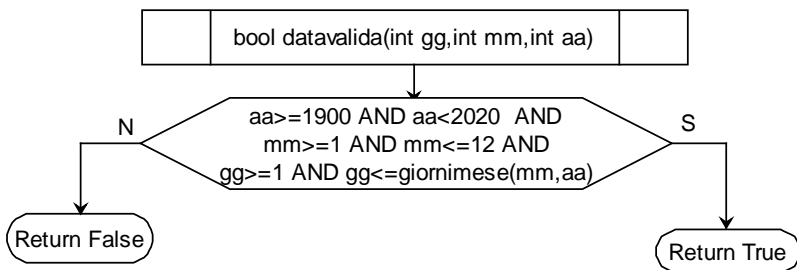 bool datavalida(int gg,int mm,int aa)
aa>=1900 AND aa<2020 AND
mm>=1 AND mm<=12 AND
gg>=1 AND gg<=giornimese(mm,aa)
N
S
Return False
Return True